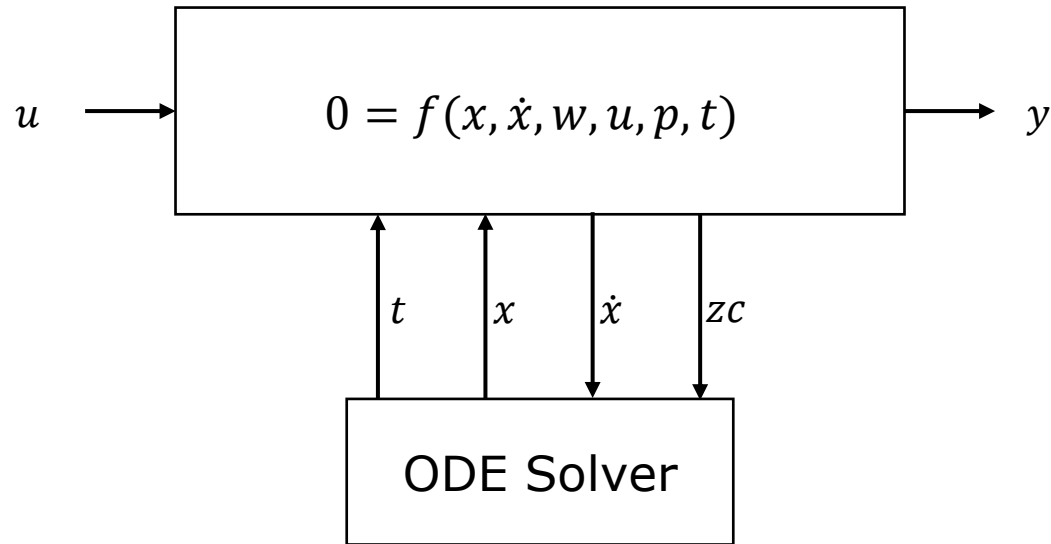 u
0 = f(x, ẋ, w, u, p, t)
y
t
x
ẋ
zc
ODE Solver